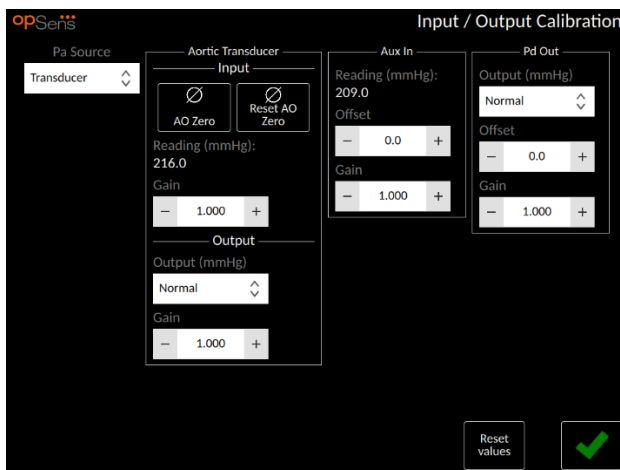 opSens
Input / Output Calibration
Pa Source
Transducer
Aortic Transducer
Input
AO Zero
Reset AO
Zero
Reading (mmHg):
216.0
Gain
− 1.000 +
Output
Output (mmHg)
Normal
Gain
− 1.000 +
Aux In
Reading (mmHg):
209.0
Offset
− 0.0 +
Gain
− 1.000 +
Pd Out
Output (mmHg)
Normal
Offset
− 0.0 +
Gain
− 1.000 +
Reset
values